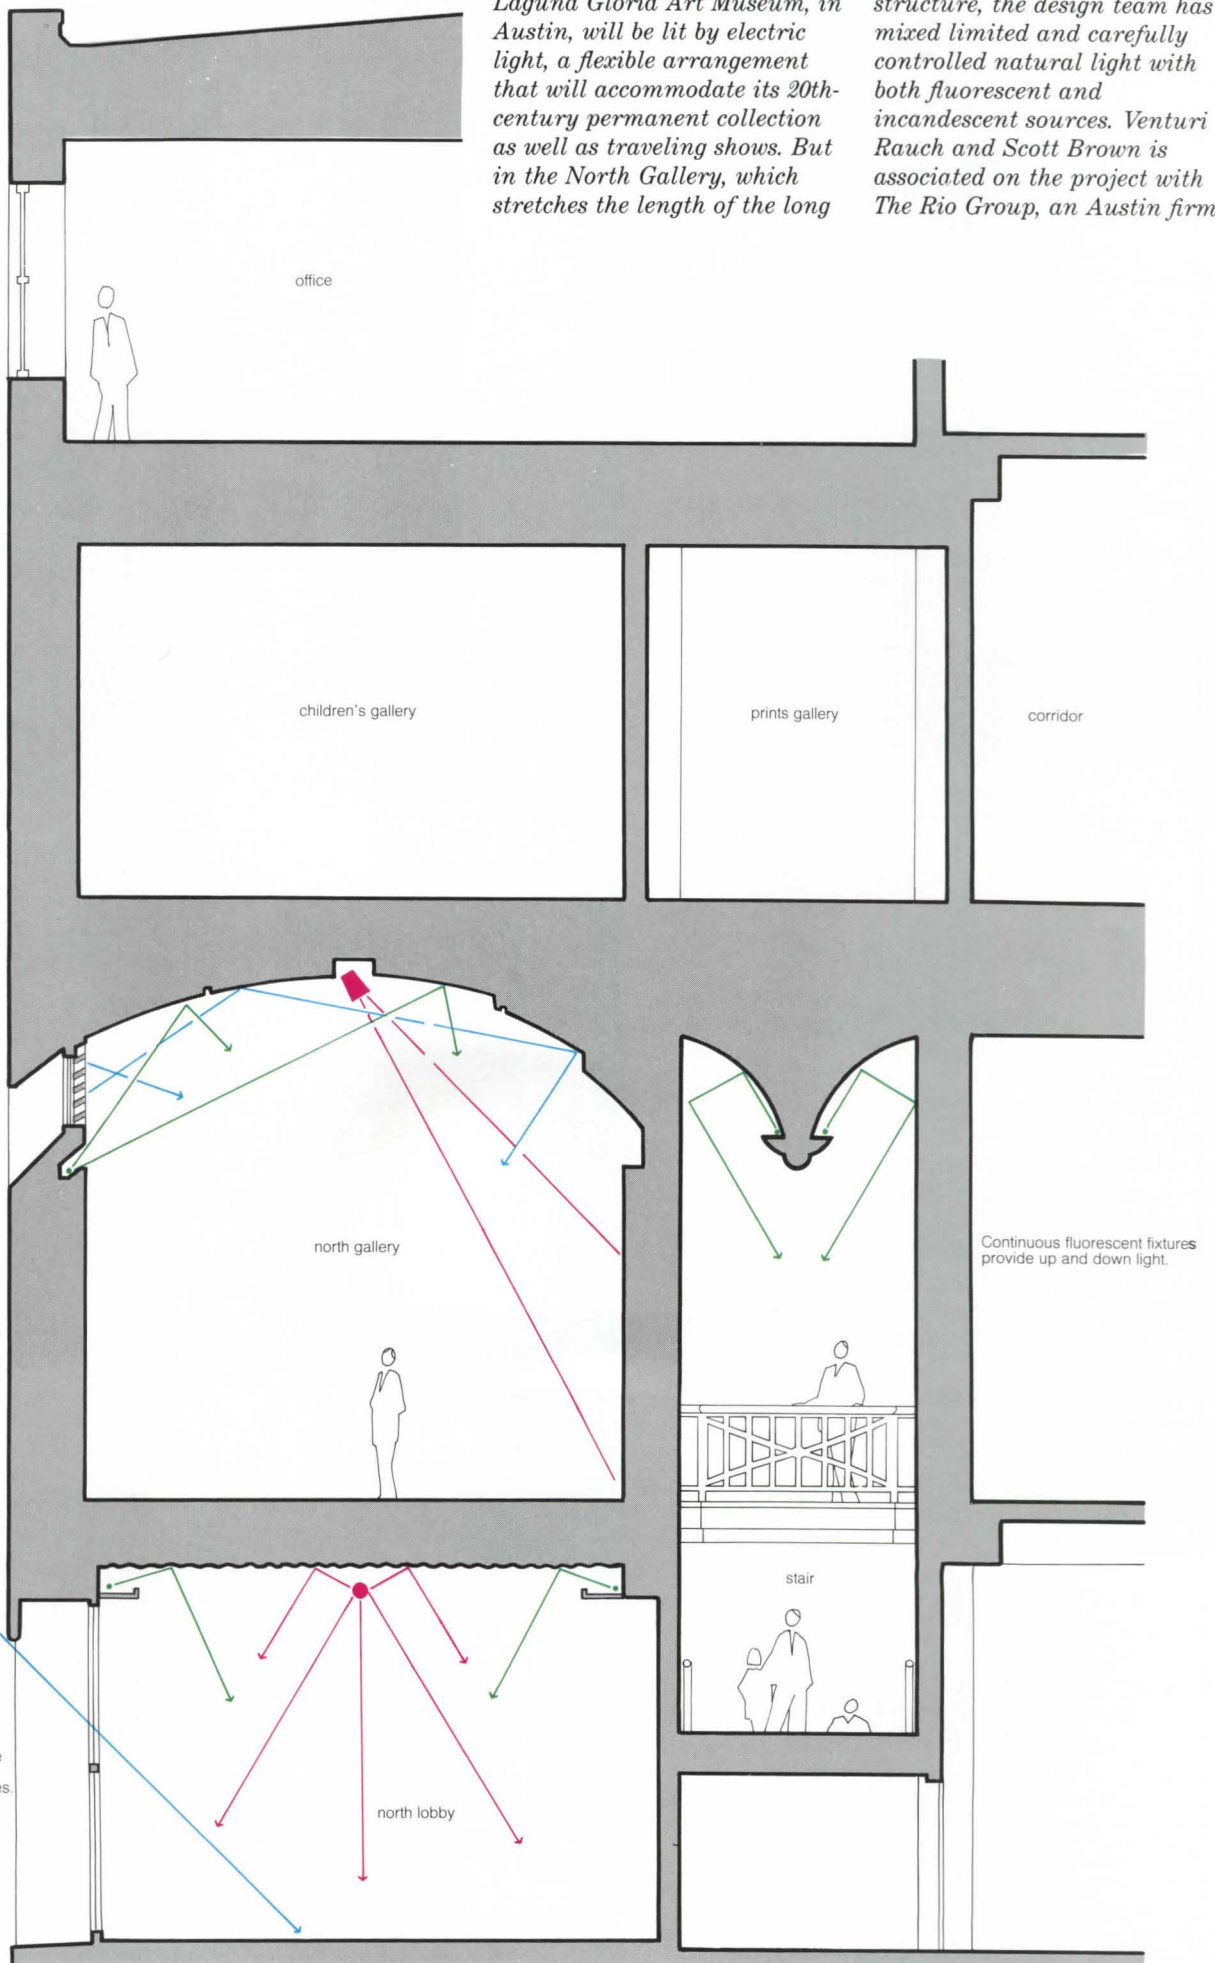 Laguna Gloria Art Museum, in
Austin, will be lit by electric
light, a flexible arrangement
that will accommodate its 20th-
century permanent collection
as well as traveling shows. But
in the North Gallery, which
stretches the length of the long
structure, the design team has
mixed limited and carefully
controlled natural light with
both fluorescent and
incandescent sources. Venturi
Rauch and Scott Brown is
associated on the project with
The Rio Group, an Austin firm
office
children's gallery
prints gallery
corridor
north gallery
Continuous fluorescent fixtures
provide up and down light.
stair
north lobby